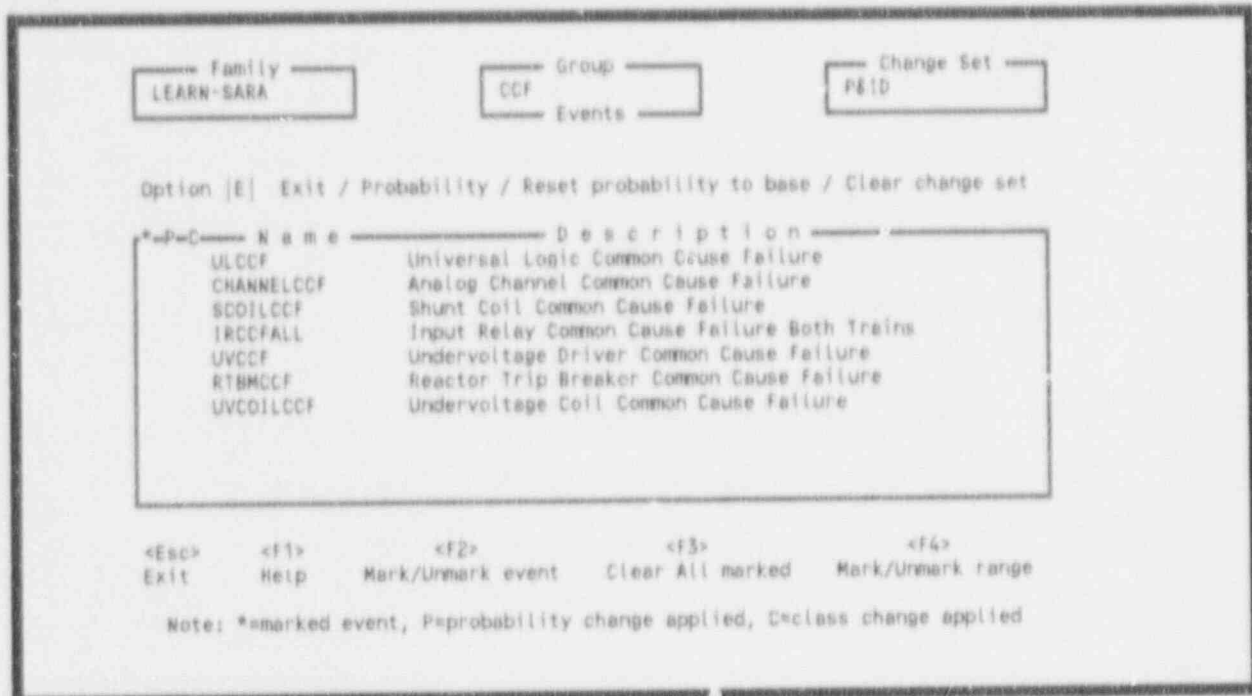 Family Group Change Set
LEARN-SARA CCF P&ID
Events
Option |E| Exit / Probability / Reset probability to base / Clear change set
*-P-C N a m e D e s c r i p t i o n
ULCCF Universal Logic Common Cause Failure
CHANNELCCF Analog Channel Common Cause Failure
SCOILCCF Shunt Coil Common Cause Failure
IRCCFALL Input Relay Common Cause Failure Both Trains
UVCCF Undervoltage Driver Common Cause Failure
RTBMCCF Reactor Trip Breaker Common Cause Failure
UVCOILCCF Undervoltage Coil Common Cause Failure
<Esc> <F1> <F2> <F3> <F4>
Exit Help Mark/Unmark event Clear All marked Mark/Unmark range
Note: *=marked event, P=probability change applied, C=class change applied